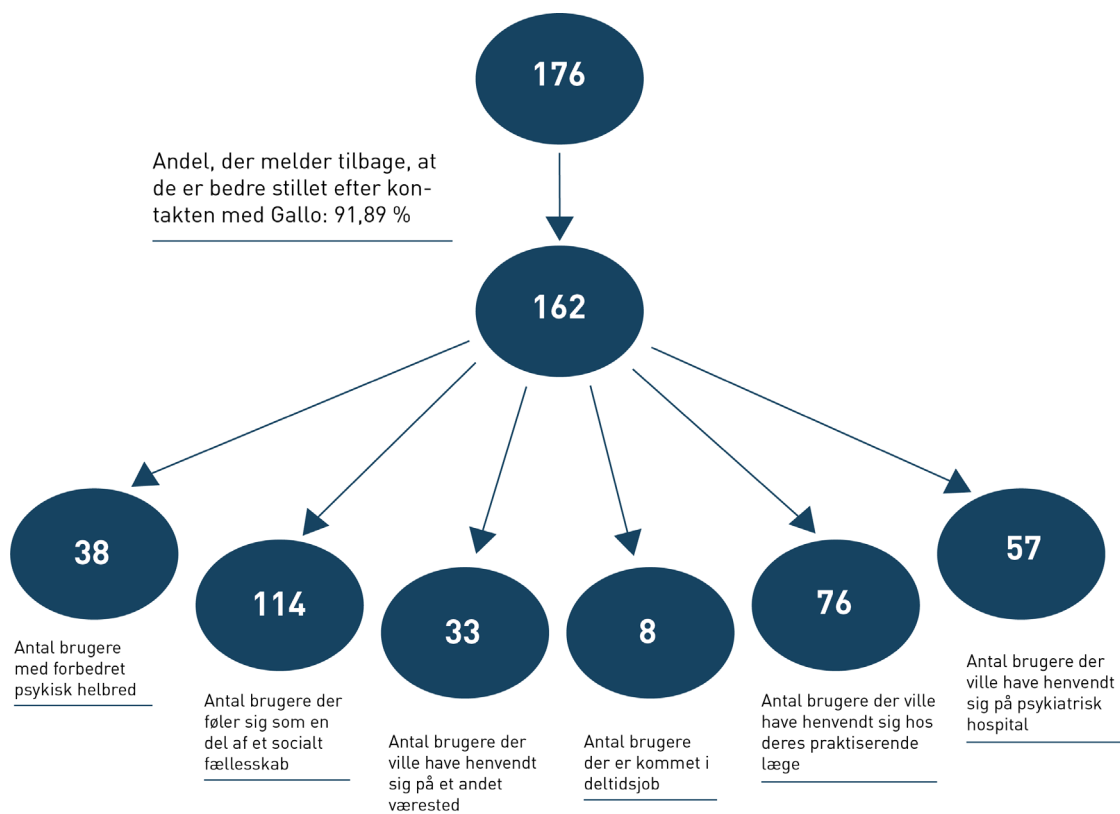 176
Andel, der melder tilbage, at
de er bedre stillet efter kon-
takten med Gallo: 91,89 %
162
38
Antal brugere
med forbedret
psykisk helbred
114
Antal brugere der
føler sig som en
del af et socialt
fællesskab
33
Antal brugere der
ville have henvendt
sig på et andet
værested
8
Antal brugere
der er kommet i
deltidsjob
76
Antal brugere der ville
have henvendt sig hos
deres praktiserende
læge
57
Antal brugere der
ville have henvendt
sig på psykiatrisk
hospital